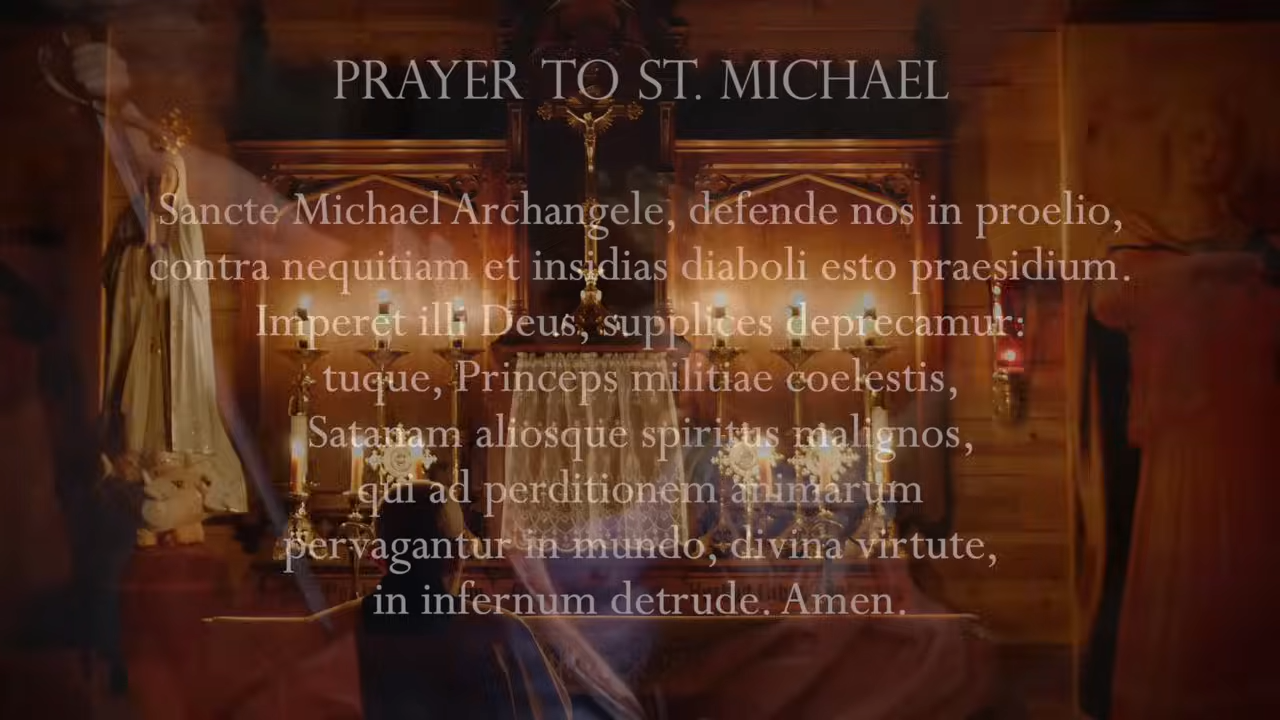 PRAYER TO ST. MICHAEL
Sancte Michael Archangele, defende nos in proelio,
contra nequitiam et insidias diaboli esto praesidium.
Imperet illi Deus, supplices deprecamur:
tuque, Princeps militiae coelestis,
Satanam aliosque spiritus malignos,
qui ad perditionem animarum
pervagantur in mundo, divina virtute,
in infernum detrude. Amen.